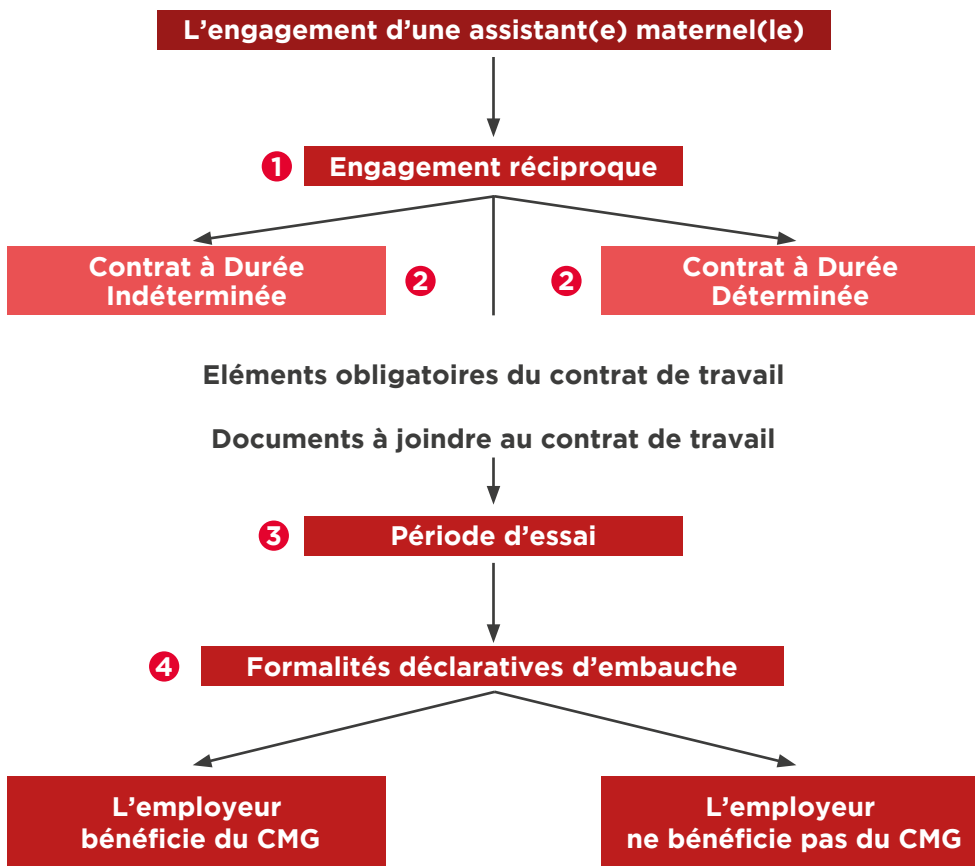 L’engagement d’une assistant(e) maternel(le)
1 Engagement réciproque
Contrat à Durée
Indéterminée
2
2
Contrat à Durée
Déterminée
Eléments obligatoires du contrat de travail
Documents à joindre au contrat de travail
3 Période d’essai
4 Formalités déclaratives d’embauche
L’employeur
bénéficie du CMG
L’employeur
ne bénéficie pas du CMG